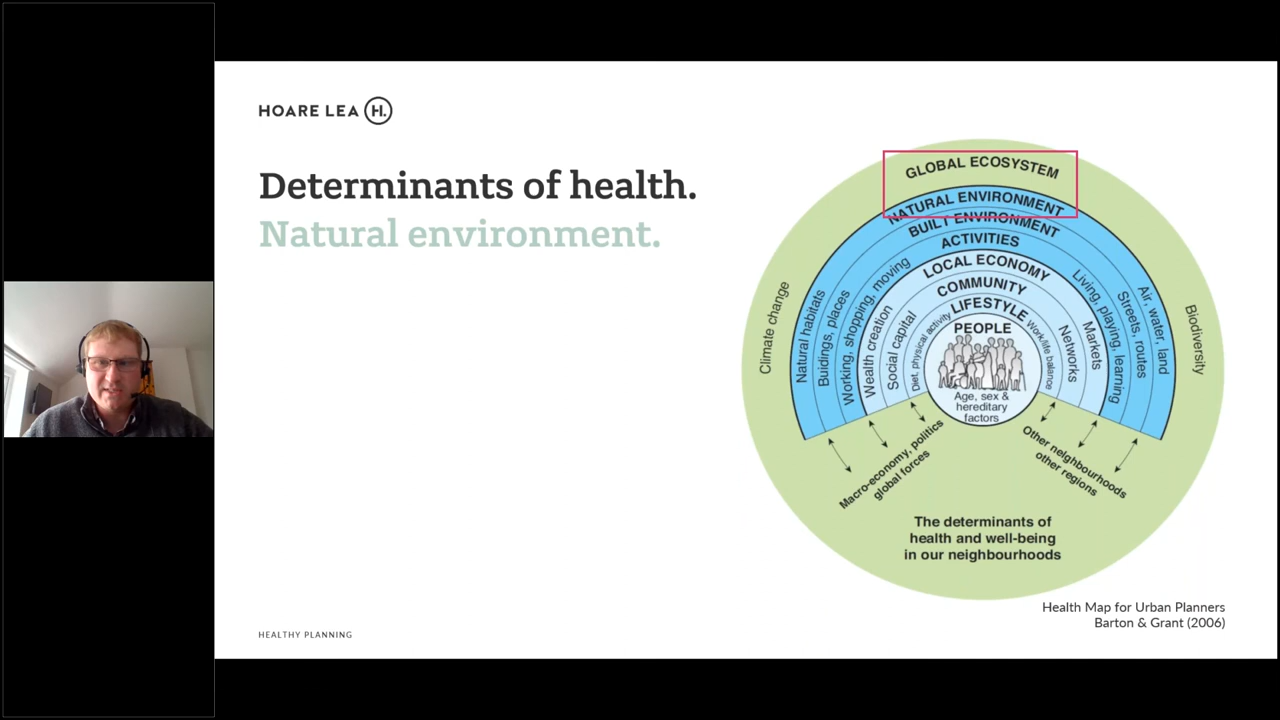 HOARE LEA H.
Determinants of health.
Natural environment.
GLOBAL ECOSYSTEM
NATURAL ENVIRONMENT
BUILT ENVIRONMENT
ACTIVITIES
LOCAL ECONOMY
COMMUNITY
LIFESTYLE
PEOPLE
Climate change
Natural habitats
Buidings, places
Working, shopping, moving
Wealth creation
Social capital
Diet, physical activity
Work/life balance
Networks
Markets
Living, playing, learning
Streets, routes
Air, water, land
Biodiversity
Age, sex &
hereditary
factors
Macro-economy, politics
global forces
Other neighbourhoods
other regions
The determinants of
health and well-being
in our neighbourhoods
Health Map for Urban Planners
Barton & Grant (2006)
HEALTHY PLANNING